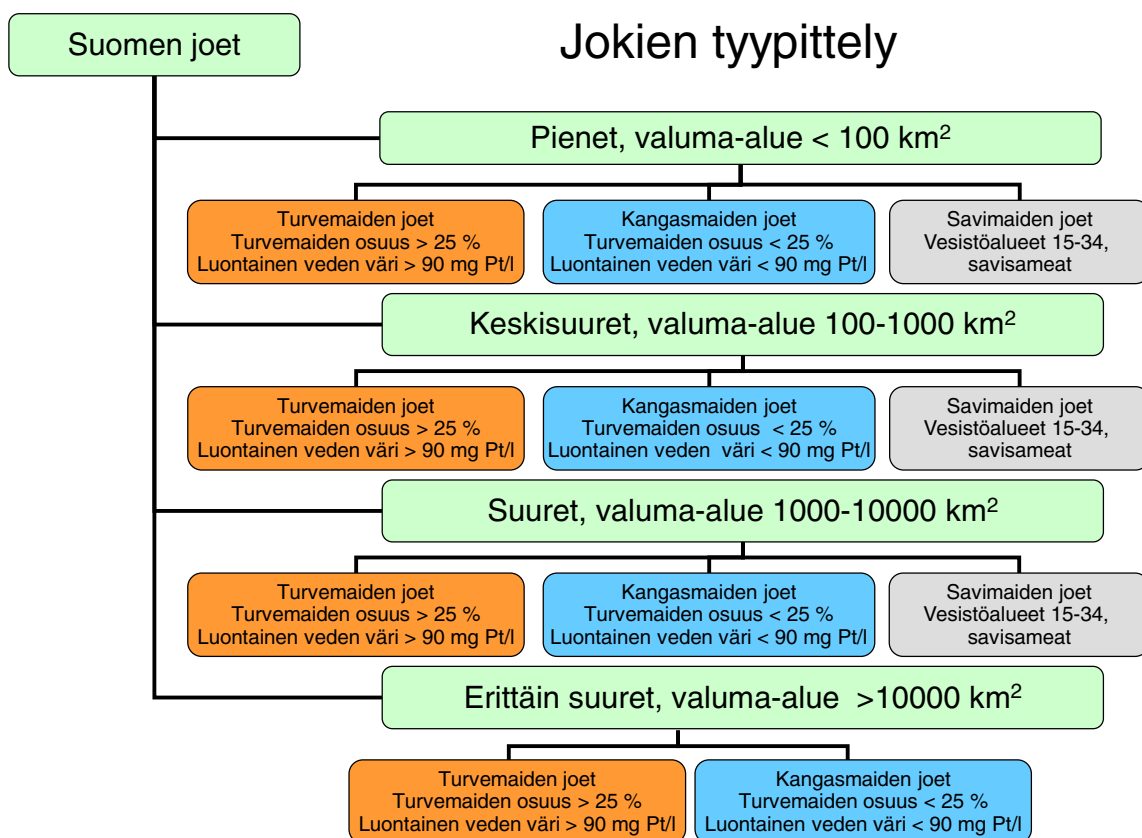 Suomen joet
Jokien tyypittely
Pienet, valuma-alue < 100 km²
Turvemaiden joet
Turvemaiden osuus > 25 %
Luontainen veden väri > 90 mg Pt/l
Kangasmaiden joet
Turvemaiden osuus < 25 %
Luontainen veden väri < 90 mg Pt/l
Savimaiden joet
Vesistöalueet 15-34,
savisameat
Keskisuuret, valuma-alue 100-1000 km²
Turvemaiden joet
Turvemaiden osuus > 25 %
Luontainen veden väri > 90 mg Pt/l
Kangasmaiden joet
Turvemaiden osuus < 25 %
Luontainen veden väri < 90 mg Pt/l
Savimaiden joet
Vesistöalueet 15-34,
savisameat
Suuret, valuma-alue 1000-10000 km²
Turvemaiden joet
Turvemaiden osuus > 25 %
Luontainen veden väri > 90 mg Pt/l
Kangasmaiden joet
Turvemaiden osuus < 25 %
Luontainen veden väri < 90 mg Pt/l
Savimaiden joet
Vesistöalueet 15-34,
savisameat
Erittäin suuret, valuma-alue >10000 km²
Turvemaiden joet
Turvemaiden osuus > 25 %
Luontainen veden väri > 90 mg Pt/l
Kangasmaiden joet
Turvemaiden osuus < 25 %
Luontainen veden väri < 90 mg Pt/l